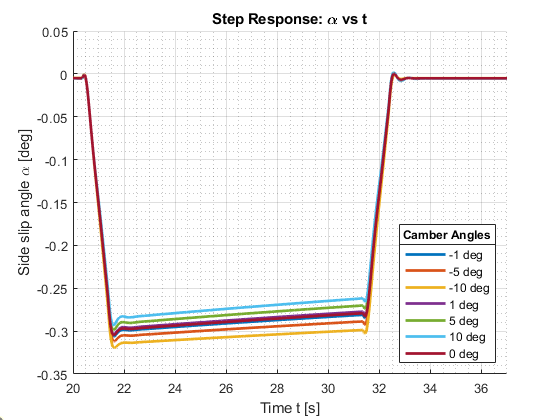 Step Response: α vs t
0.05
0
-0.05
-0.1
-0.15
-0.2
-0.25
-0.3
-0.35
Side slip angle α [deg]
20 22 24 26 28 30 32 34 36
Time t [s]
Camber Angles
-1 deg
-5 deg
-10 deg
1 deg
5 deg
10 deg
0 deg